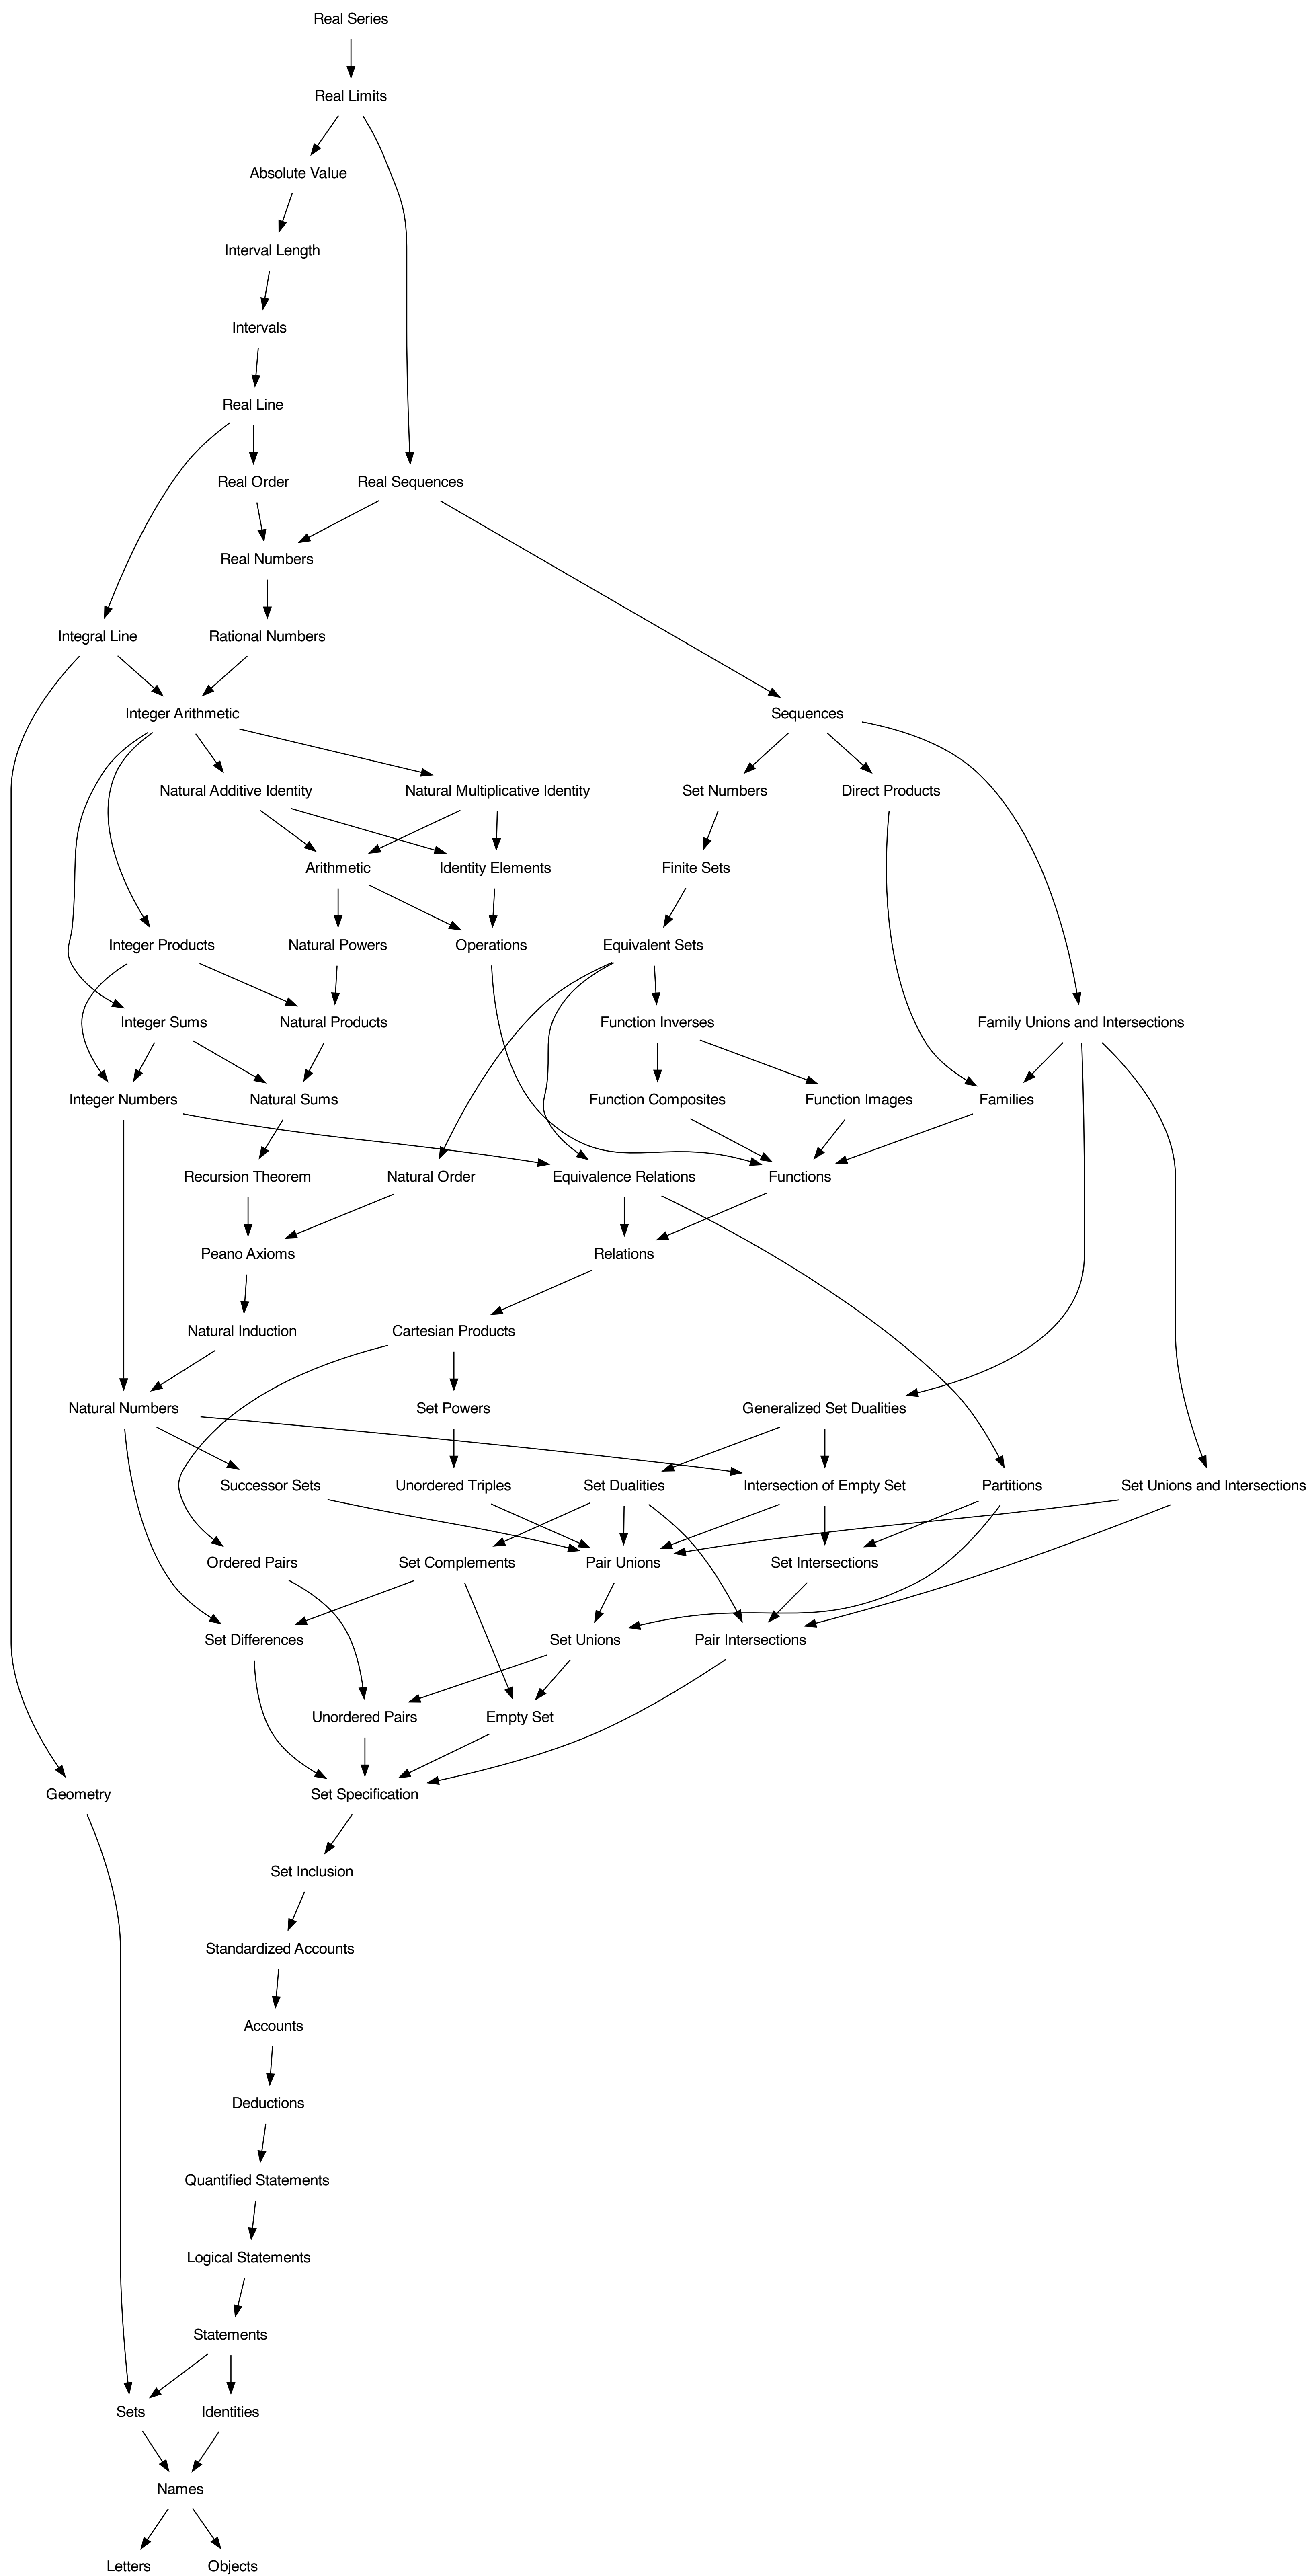 Real Series
Real Limits
Absolute Value
Interval Length
Intervals
Real Line
Real Order
Real Sequences
Real Numbers
Integral Line
Rational Numbers
Integer Arithmetic
Sequences
Natural Additive Identity
Natural Multiplicative Identity
Set Numbers
Direct Products
Arithmetic
Identity Elements
Finite Sets
Integer Products
Natural Powers
Operations
Equivalent Sets
Integer Sums
Natural Products
Function Inverses
Family Unions and Intersections
Integer Numbers
Natural Sums
Function Composites
Function Images
Families
Recursion Theorem
Natural Order
Equivalence Relations
Functions
Peano Axioms
Relations
Natural Induction
Cartesian Products
Natural Numbers
Set Powers
Generalized Set Dualities
Successor Sets
Unordered Triples
Set Dualities
Intersection of Empty Set
Partitions
Set Unions and Intersections
Ordered Pairs
Set Complements
Pair Unions
Set Intersections
Set Differences
Set Unions
Pair Intersections
Unordered Pairs
Empty Set
Geometry
Set Specification
Set Inclusion
Standardized Accounts
Accounts
Deductions
Quantified Statements
Logical Statements
Statements
Sets
Identities
Names
Letters
Objects